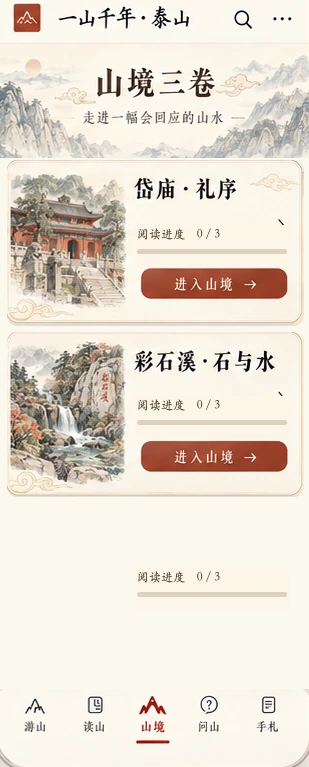 一山千年·泰山
山境三卷
走进一幅会回应的山水
岱庙·礼序
阅读进度 0/3
进入山境 →
彩石溪·石与水
阅读进度 0/3
进入山境 →
阅读进度 0/3
游山 读山 山境 问山 手札